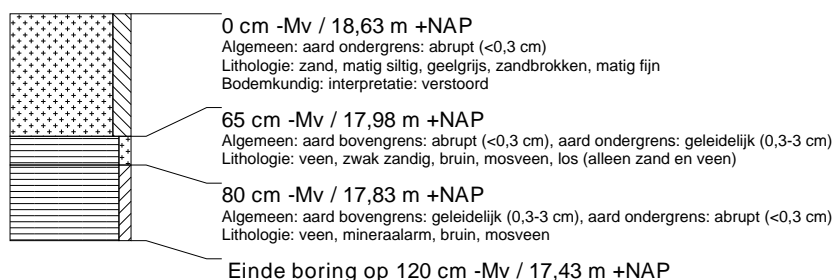 0 cm -Mv / 18,63 m +NAP
Algemeen: aard ondergrens: abrupt (<0,3 cm)
Lithologie: zand, matig siltig, geelgrijs, zandbrokken, matig fijn
Bodemkundig: interpretatie: verstoord
65 cm -Mv / 17,98 m +NAP
Algemeen: aard bovengrens: abrupt (<0,3 cm), aard ondergrens: geleidelijk (0,3-3 cm)
Lithologie: veen, zwak zandig, bruin, mosveen, los (alleen zand en veen)
80 cm -Mv / 17,83 m +NAP
Algemeen: aard bovengrens: geleidelijk (0,3-3 cm), aard ondergrens: abrupt (<0,3 cm)
Lithologie: veen, mineraalarm, bruin, mosveen
Einde boring op 120 cm -Mv / 17,43 m +NAP